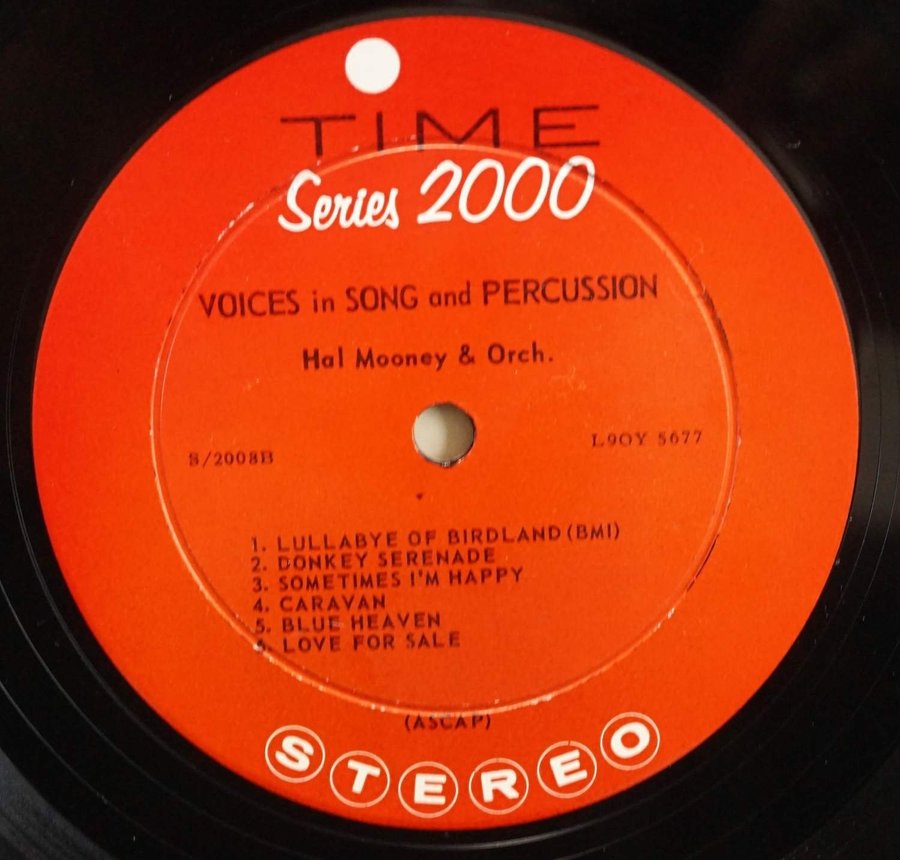 TIME
Series 2000
VOICES in SONG and PERCUSSION
Hal Mooney & Orch.
S/2008B
L9OY 5677
1. LULLABYE OF BIRDLAND (BMI)
2. DONKEY SERENADE
3. SOMETIMES I'M HAPPY
4. CARAVAN
5. BLUE HEAVEN
6. LOVE FOR SALE
(ASCAP)
STEREO